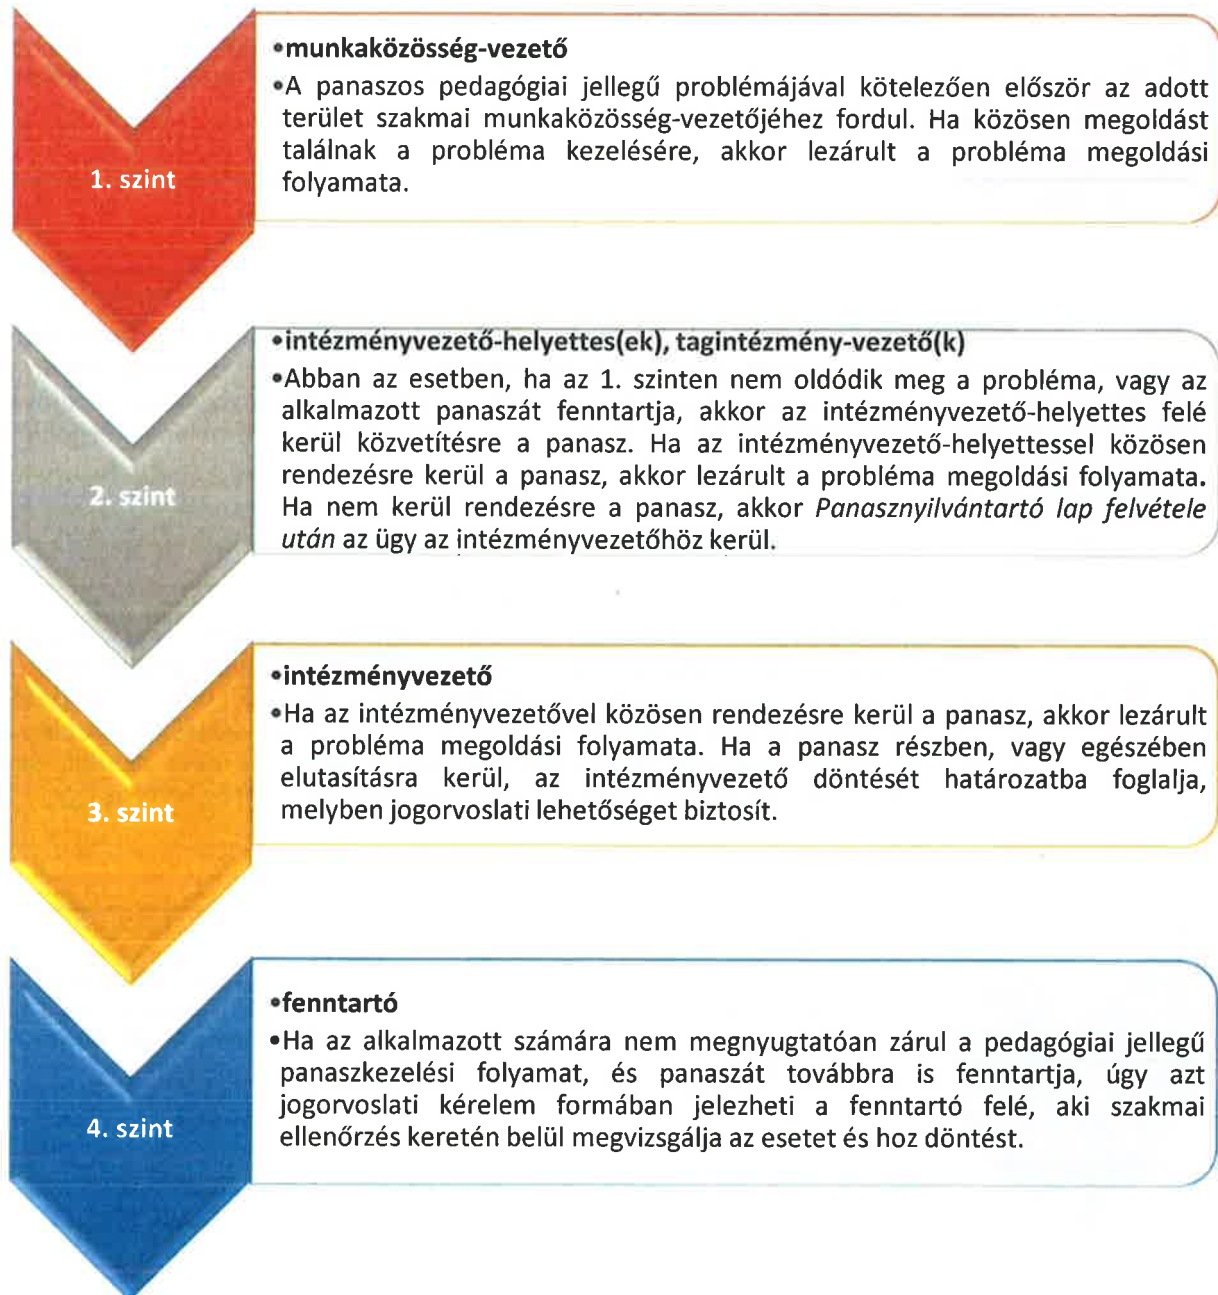 1. szint
•munkaközösség-vezető
•A panaszos pedagógiai jellegű problémájával kötelezően először az adott
terület szakmai munkaközösség-vezetőjéhez fordul. Ha közösen megoldást
találnak a probléma kezelésére, akkor lezárult a probléma megoldási
folyamata.
2. szint
•intézményvezető-helyettes(ek), tagintézmény-vezető(k)
•Abban az esetben, ha az 1. szinten nem oldódik meg a probléma, vagy az
alkalmazott panaszát fenntartja, akkor az intézményvezető-helyettes felé
kerül közvetítésre a panasz. Ha az intézményvezető-helyettessel közösen
rendezésre kerül a panasz, akkor lezárult a probléma megoldási folyamata.
Ha nem kerül rendezésre a panasz, akkor Panasznyilvántartó lap felvétele
után az ügy az intézményvezetőhöz kerül.
3. szint
•intézményvezető
•Ha az intézményvezetővel közösen rendezésre kerül a panasz, akkor lezárult
a probléma megoldási folyamata. Ha a panasz részben, vagy egészében
elutasításra kerül, az intézményvezető döntését határozatba foglalja,
melyben jogorvoslati lehetőséget biztosít.
4. szint
•fenntartó
•Ha az alkalmazott számára nem megnyugtatóan zárul a pedagógiai jellegű
panaszkezelési folyamat, és panaszát továbbra is fenntartja, úgy azt
jogorvoslati kérelem formában jelezheti a fenntartó felé, aki szakmai
ellenőrzés keretén belül megvizsgálja az esetet és hoz döntést.